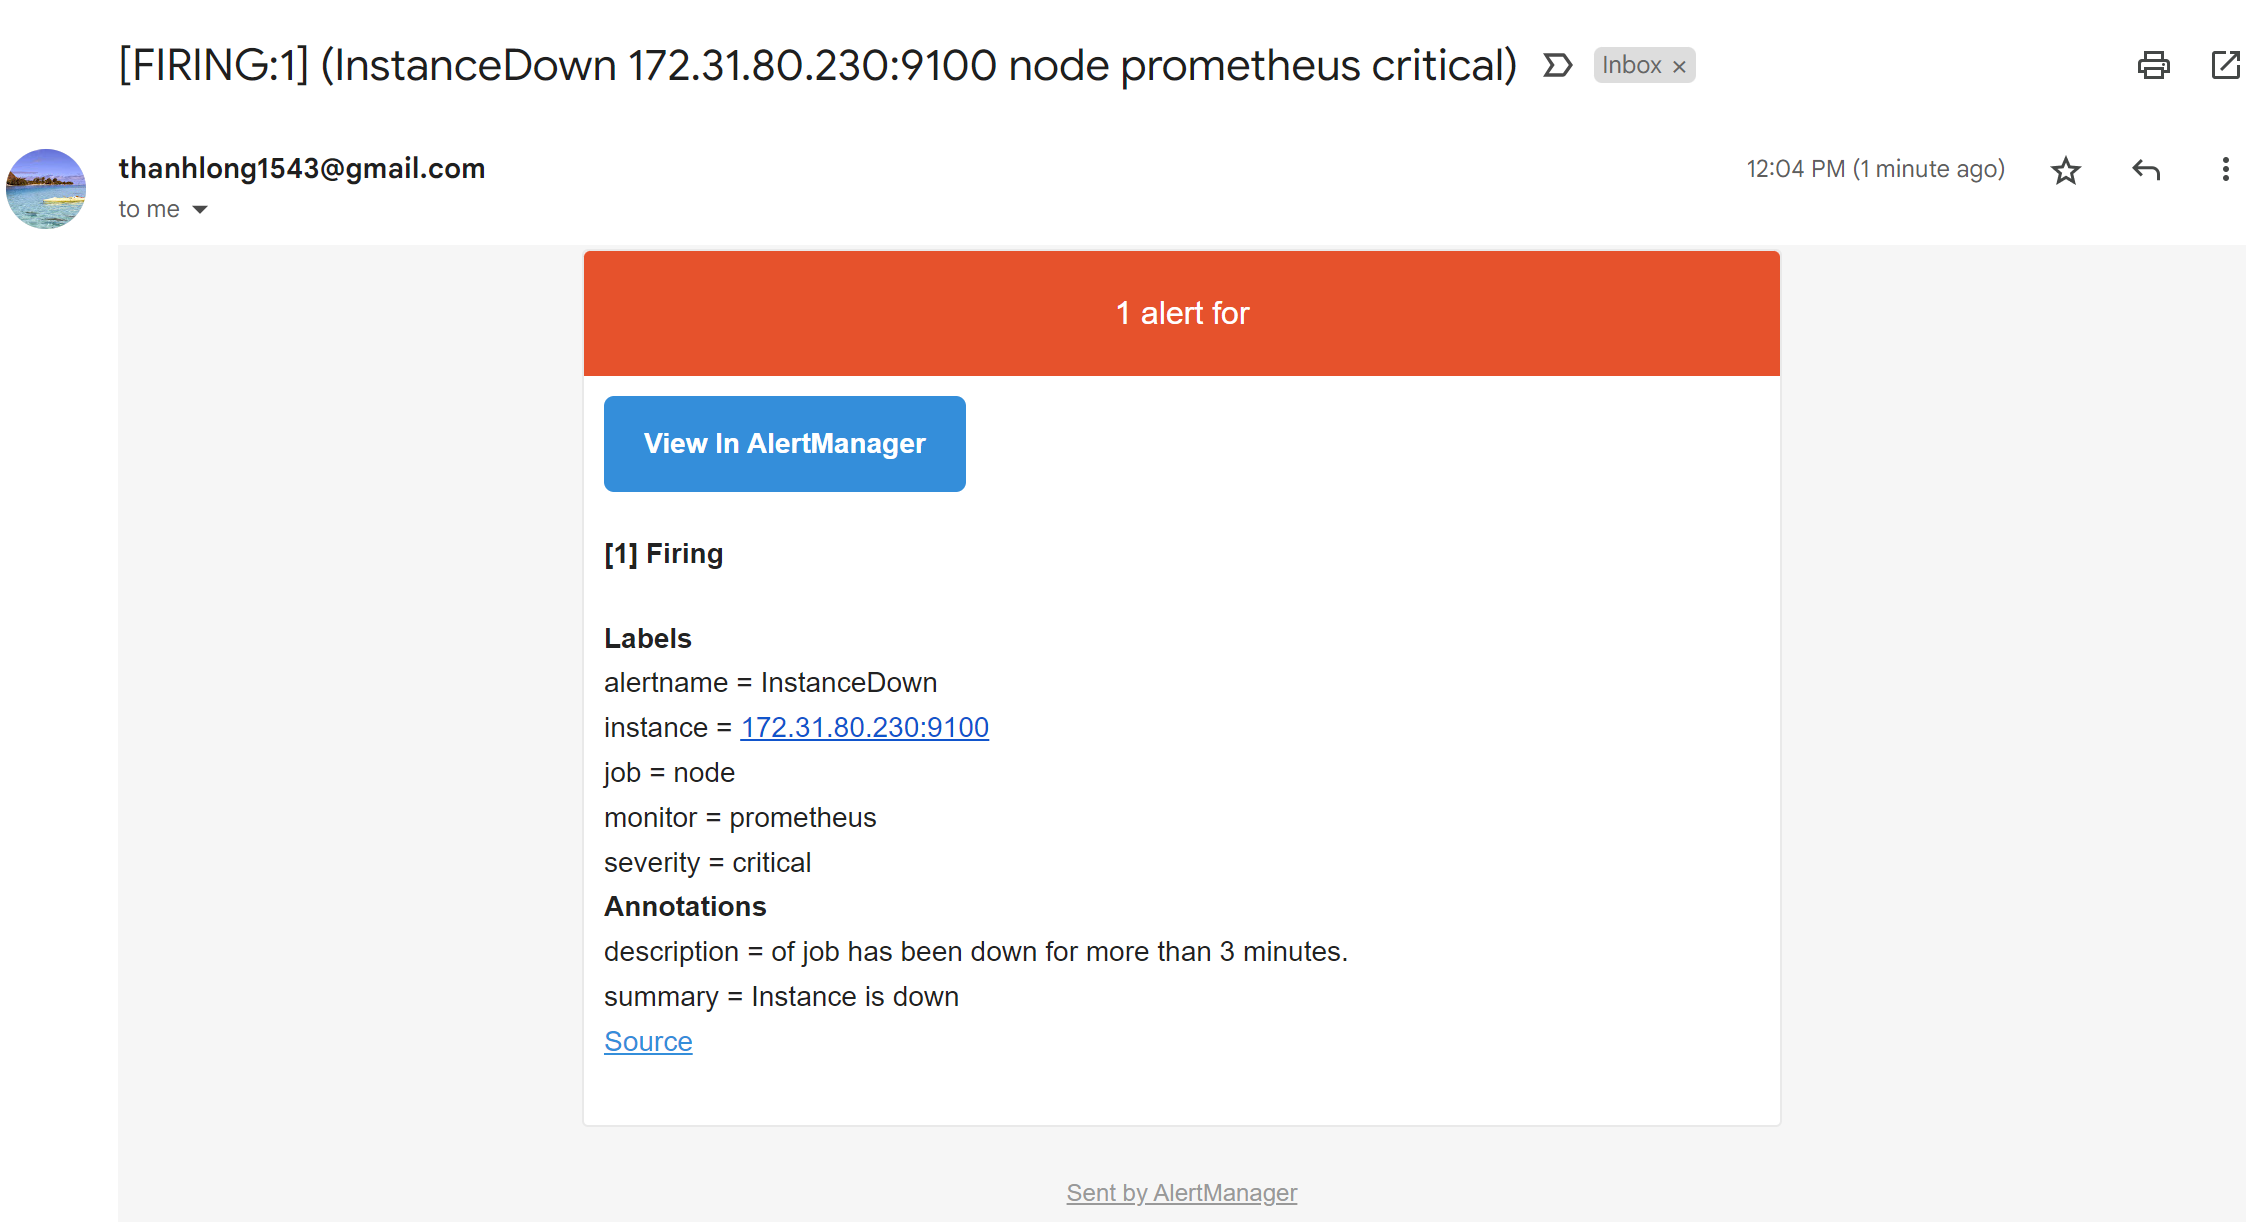 [FIRING:1] (InstanceDown 172.31.80.230:9100 node prometheus critical) Inbox ×
thanhlong1543@gmail.com 12:04 PM (1 minute ago)
to me
1 alert for
View In AlertManager
[1] Firing
Labels
alertname = InstanceDown
instance = 172.31.80.230:9100
job = node
monitor = prometheus
severity = critical
Annotations
description = of job has been down for more than 3 minutes.
summary = Instance is down
Source
Sent by AlertManager